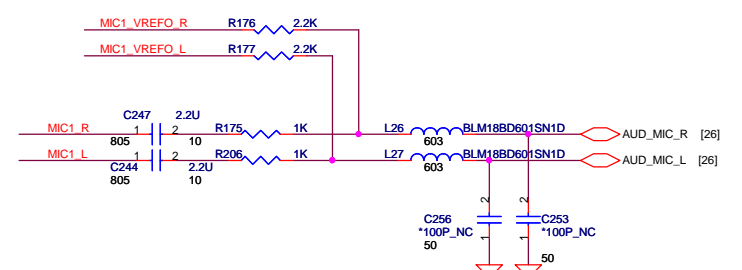 MIC1_VREFO_R R176 2.2K
MIC1_VREFO_L R177 2.2K
C247 2.2U
MIC1_R 1 2 R175 1K L26 BLM18BD601SN1D AUD_MIC_R [26]
805 10 603
MIC1_L 1 2 R206 1K L27 BLM18BD601SN1D AUD_MIC_L [26]
C244 2.2U 603
805 10
2 2
C256 C253
*100P_NC *100P_NC
1 1
50 50